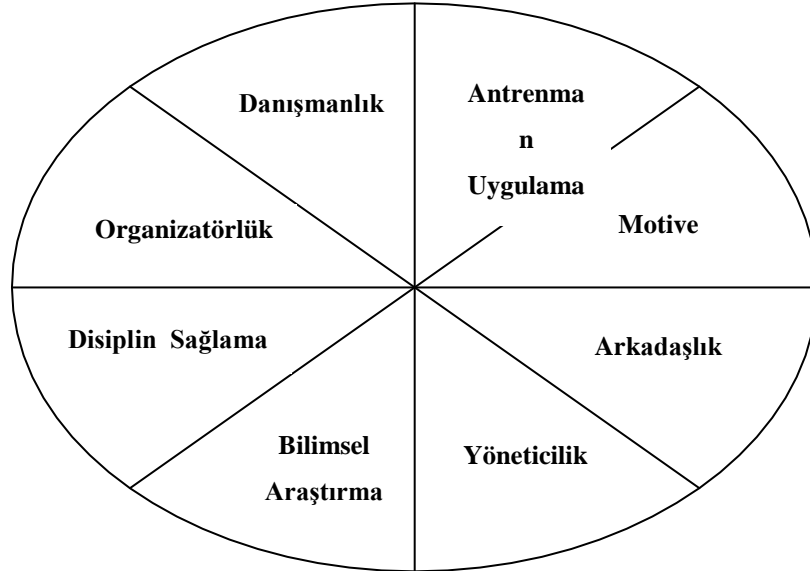 Danışmanlık
Antrenma
n
Uygulama
Motive
Organizatörlük
Disiplin Sağlama
Arkadaşlık
Bilimsel
Araştırma
Yöneticilik